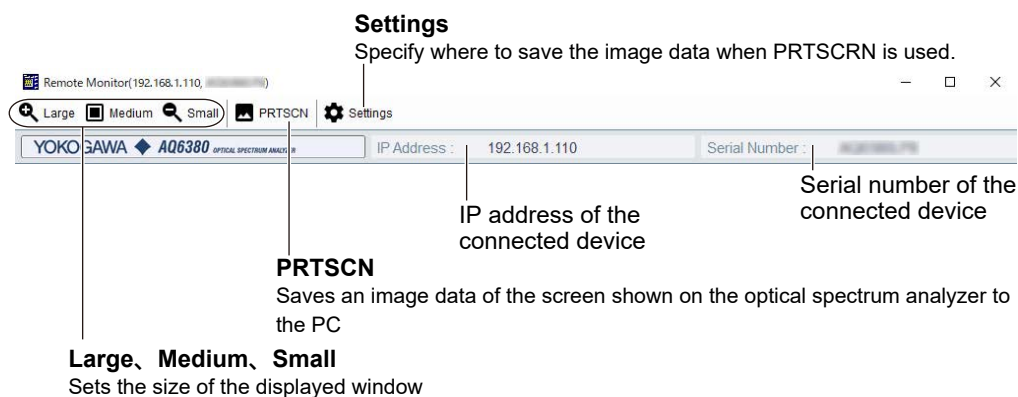 Settings
Specify where to save the image data when PRTSCRN is used.
Remote Monitor(192.168.1.110, )
Large Medium Small PRTSCN Settings
YOKOGAWA ◆ AQ6380 OPTICAL SPECTRUM ANALYZER IP Address : 192.168.1.110 Serial Number :
Serial number of the
connected device
IP address of the
connected device
PRTSCN
Saves an image data of the screen shown on the optical spectrum analyzer to
the PC
Large、Medium、Small
Sets the size of the displayed window